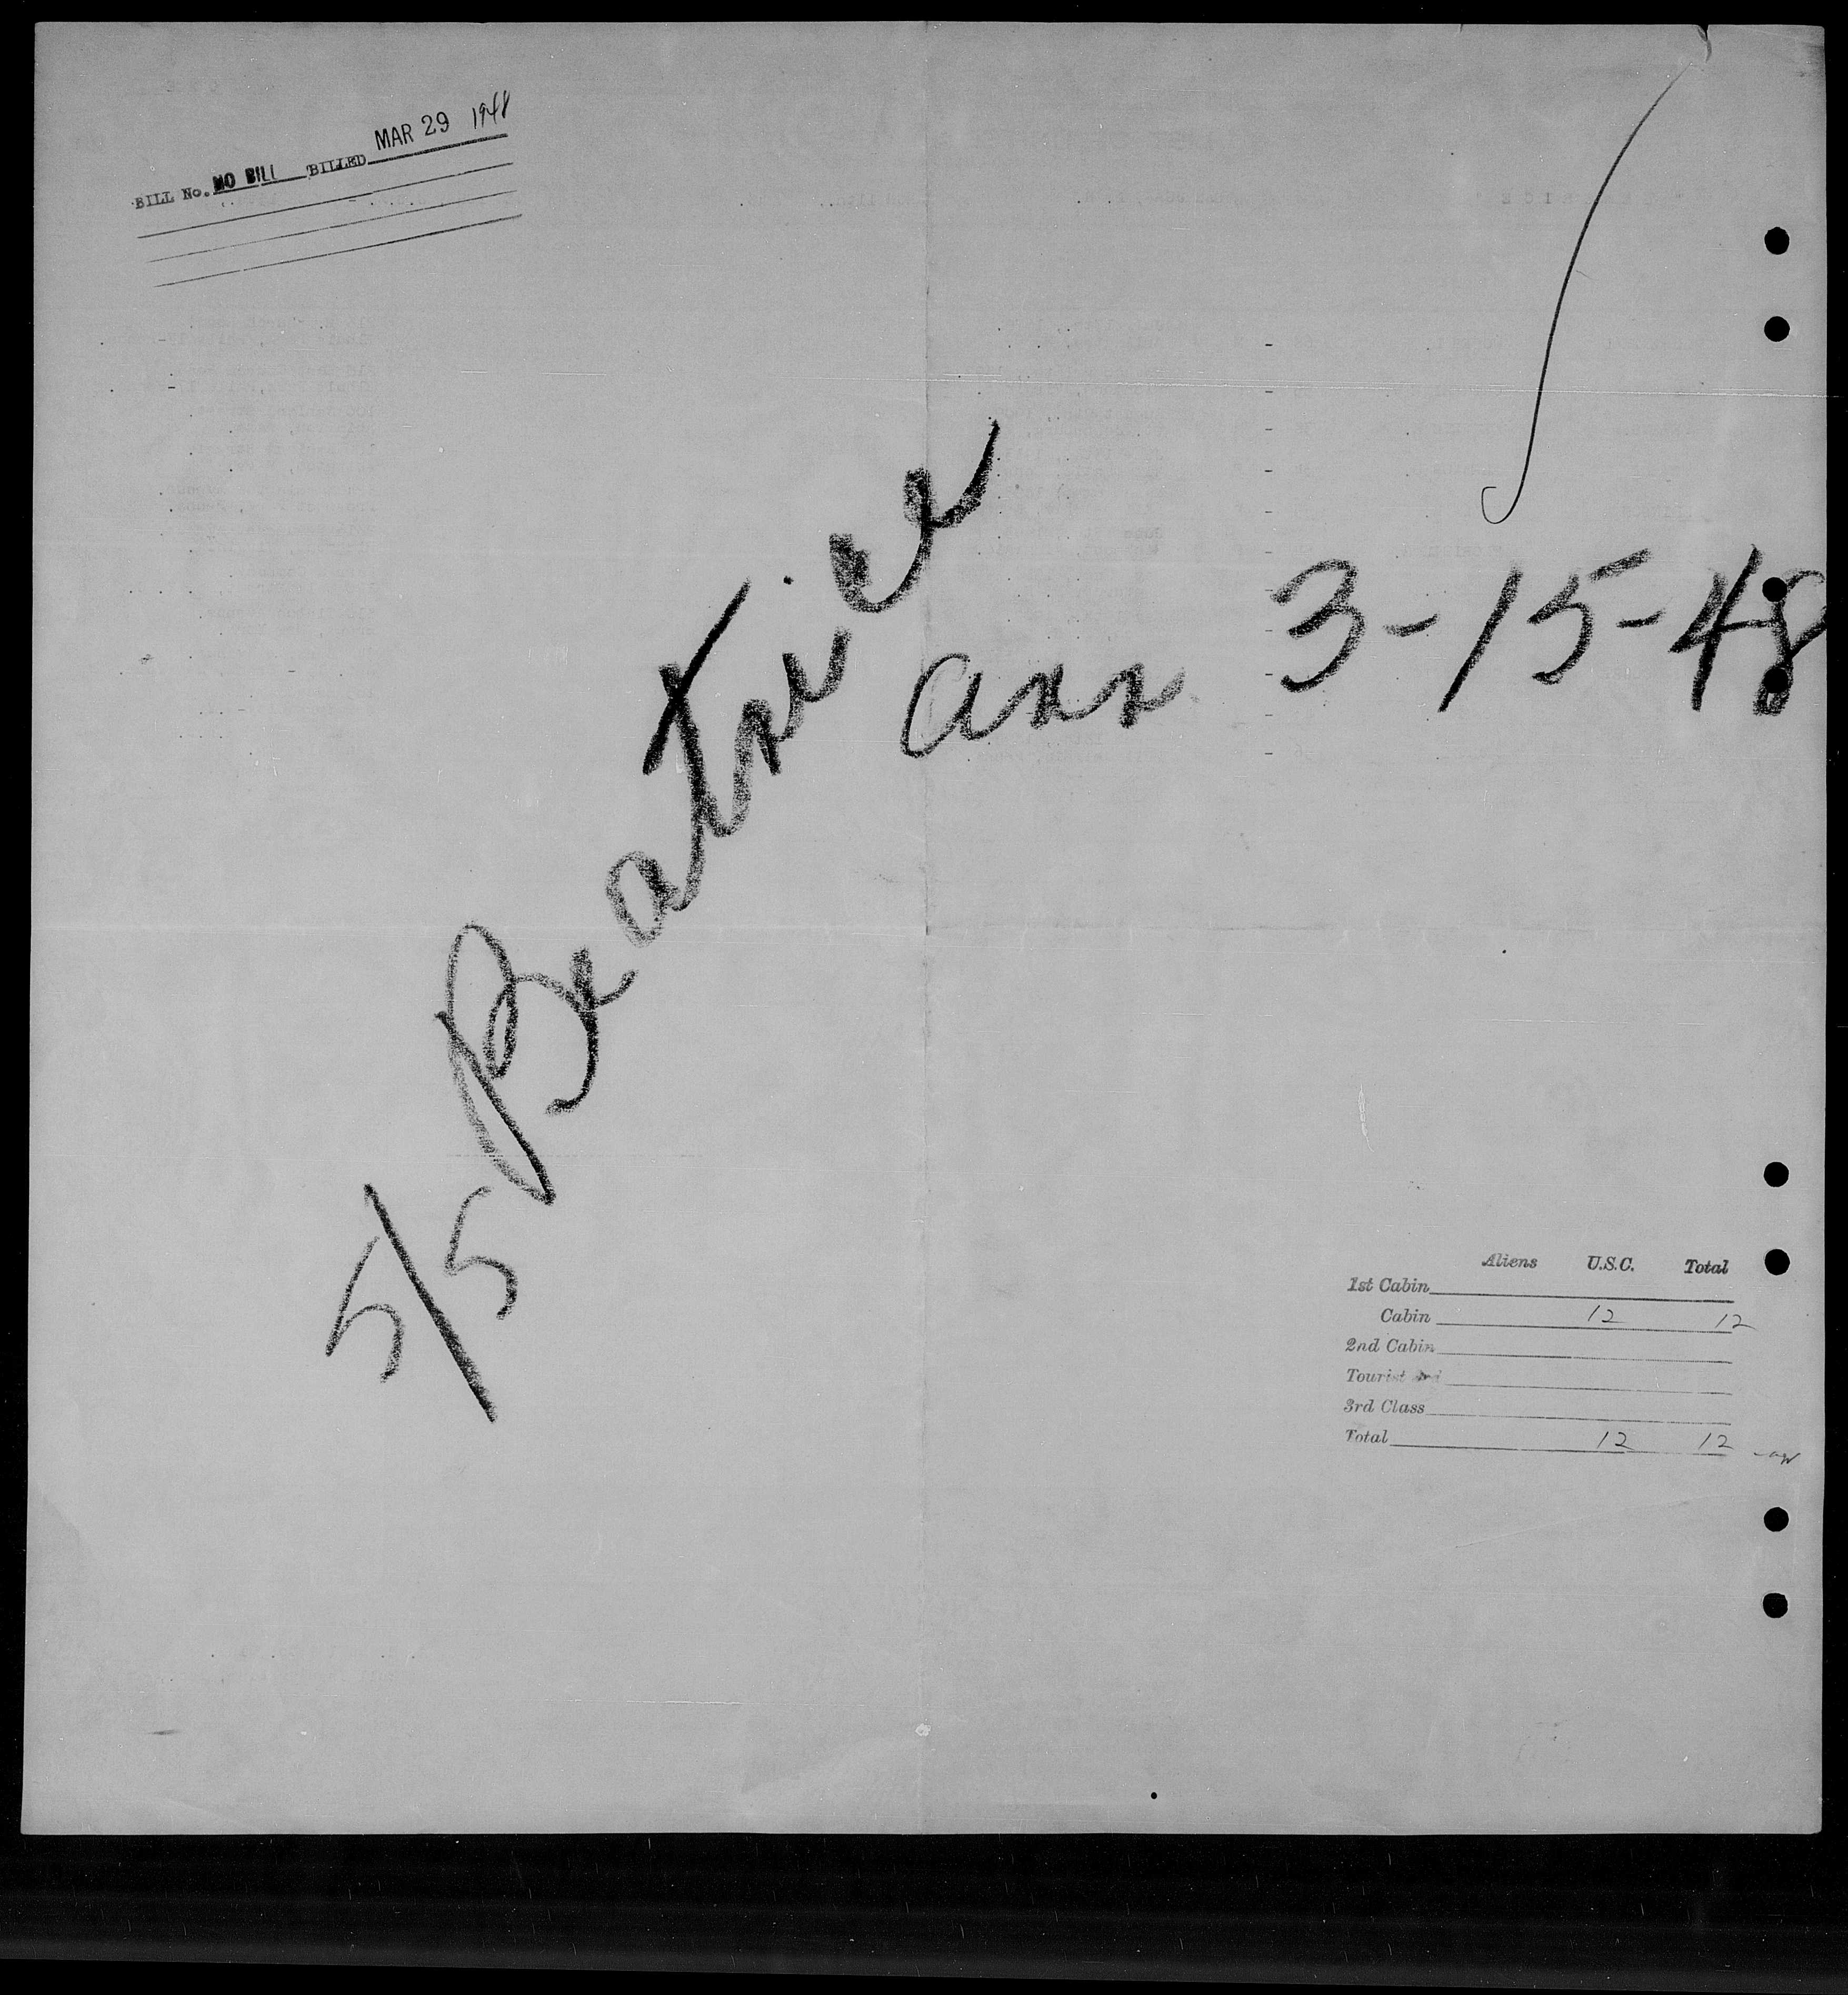 MAR 29 1948
BILL No. NO BILL BILLED
S/S Beatrice
arr 3-15-48
Aliens U.S.C. Total
1st Cabin
Cabin 12 12
2nd Cabin
Tourist 3rd
3rd Class
Total 12 12